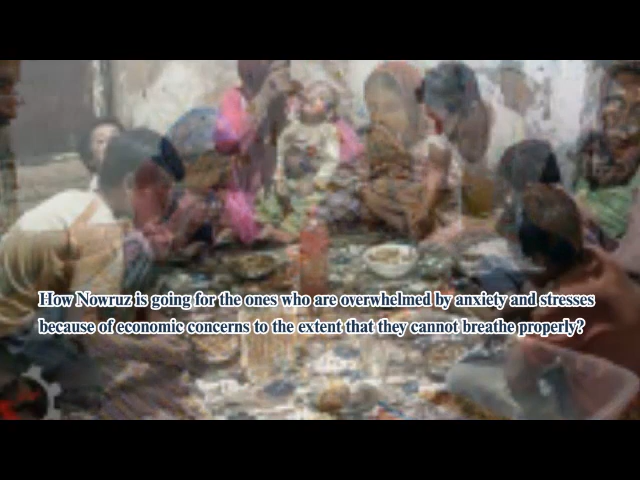 How Nowruz is going for the ones who are overwhelmed by anxiety and stresses
because of economic concerns to the extent that they cannot breathe properly?